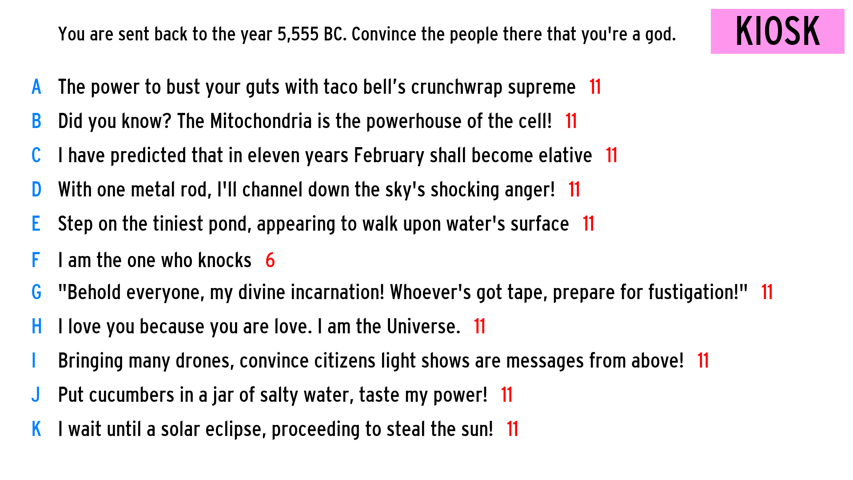 You are sent back to the year 5,555 BC. Convince the people there that you're a god.
KIOSK
A The power to bust your guts with taco bell’s crunchwrap supreme 11
B Did you know? The Mitochondria is the powerhouse of the cell! 11
C I have predicted that in eleven years February shall become elative 11
D With one metal rod, I'll channel down the sky's shocking anger! 11
E Step on the tiniest pond, appearing to walk upon water's surface 11
F I am the one who knocks 6
G "Behold everyone, my divine incarnation! Whoever's got tape, prepare for fustigation!" 11
H I love you because you are love. I am the Universe. 11
I Bringing many drones, convince citizens light shows are messages from above! 11
J Put cucumbers in a jar of salty water, taste my power! 11
K I wait until a solar eclipse, proceeding to steal the sun! 11